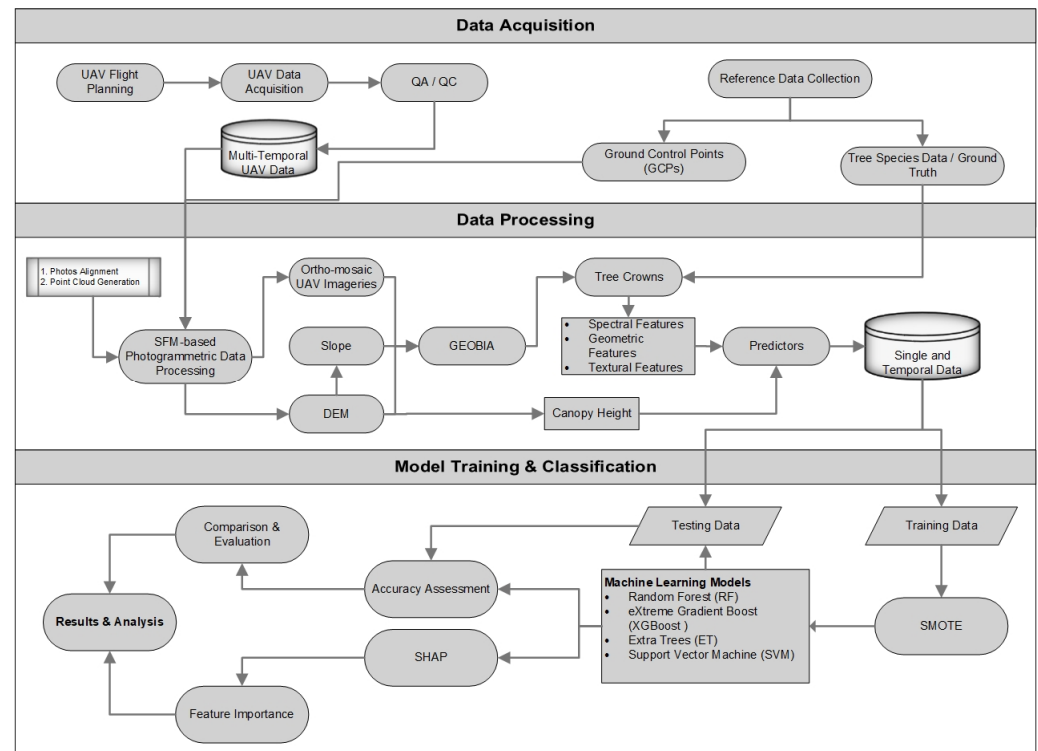 Data Acquisition
UAV Flight
Planning
UAV Data
Acquisition
QA / QC
Reference Data Collection
Multi-Temporal
UAV Data
Ground Control Points
(GCPs)
Tree Species Data / Ground
Truth
Data Processing
1. Photos Alignment
2. Point Cloud Generation
Ortho-mosaic
UAV Imageries
Tree Crowns
SFM-based
Photogrammetric Data
Processing
Slope
GEOBIA
• Spectral Features
• Geometric
Features
• Textural Features
Predictors
Single and
Temporal Data
DEM
Canopy Height
Model Training & Classification
Comparison &
Evaluation
Testing Data
Training Data
Accuracy Assessment
Machine Learning Models
• Random Forest (RF)
• eXtreme Gradient Boost
(XGBoost )
• Extra Trees (ET)
• Support Vector Machine (SVM)
SMOTE
Results & Analysis
SHAP
Feature Importance